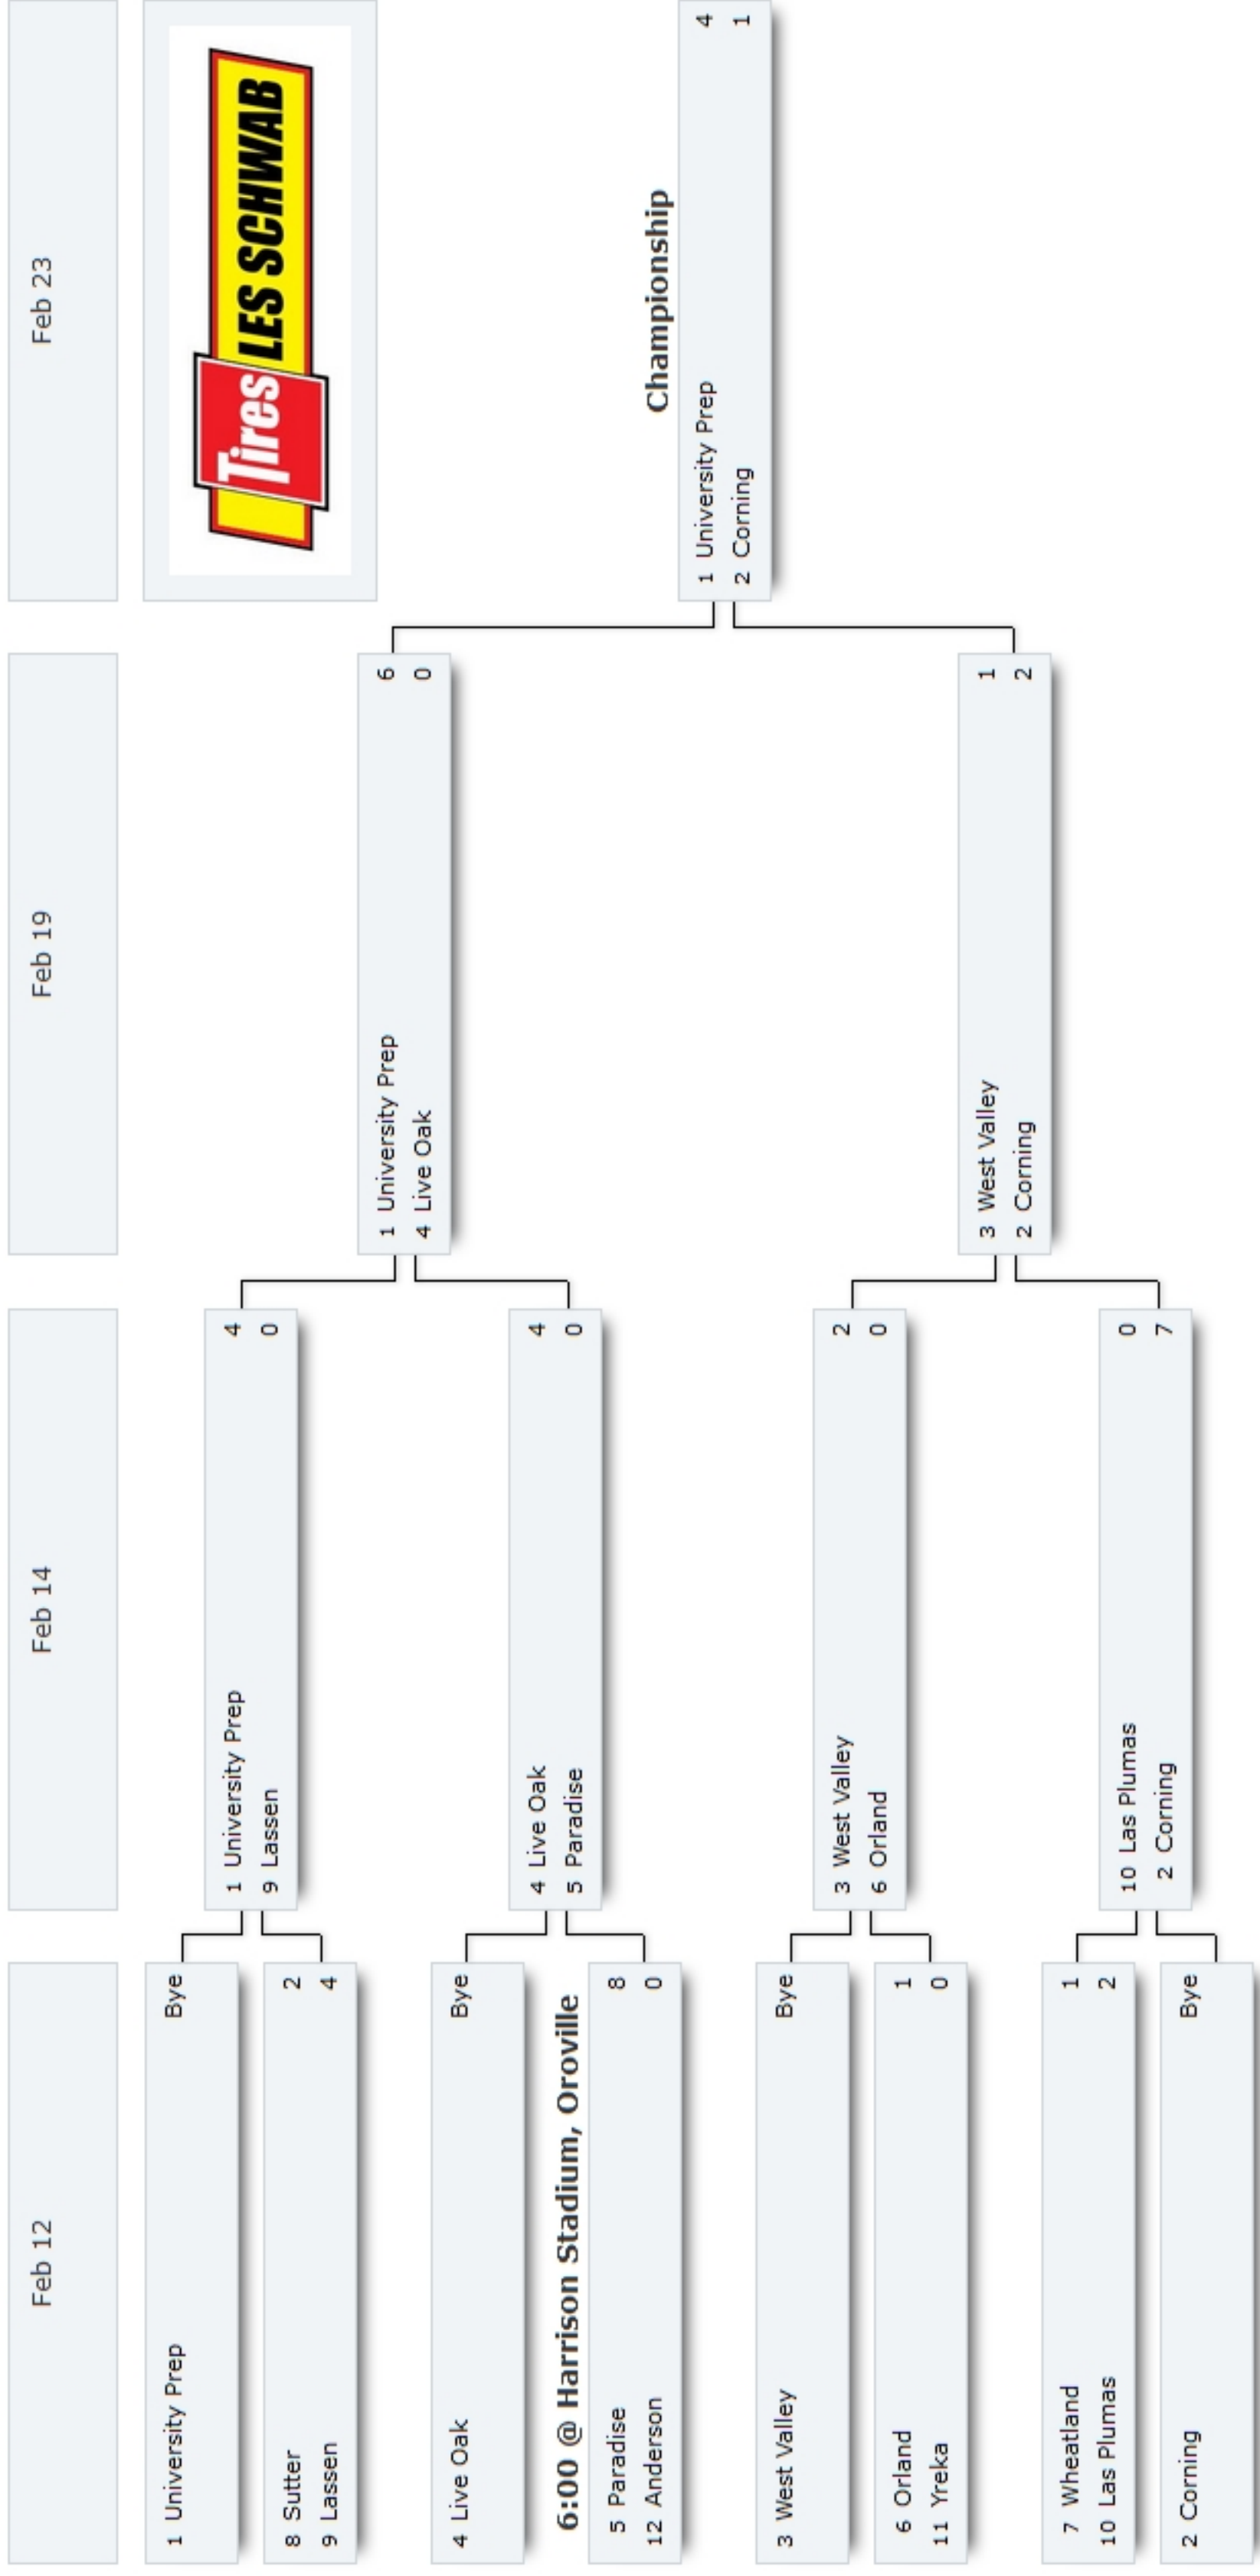 Feb 12
Feb 14
Feb 19
Feb 23
Tires LES SCHWAB
1 University Prep Bye
8 Sutter 2
9 Lassen 4
4 Live Oak Bye
6:00 @ Harrison Stadium, Oroville
5 Paradise 8
12 Anderson 0
3 West Valley Bye
6 Orland 1
11 Yreka 0
7 Wheatland 1
10 Las Plumas 2
2 Corning Bye
1 University Prep 4
9 Lassen 0
4 Live Oak 4
5 Paradise 0
3 West Valley 2
6 Orland 0
10 Las Plumas 0
2 Corning 7
1 University Prep 6
4 Live Oak 0
3 West Valley 1
2 Corning 2
Championship
1 University Prep 4
2 Corning 1